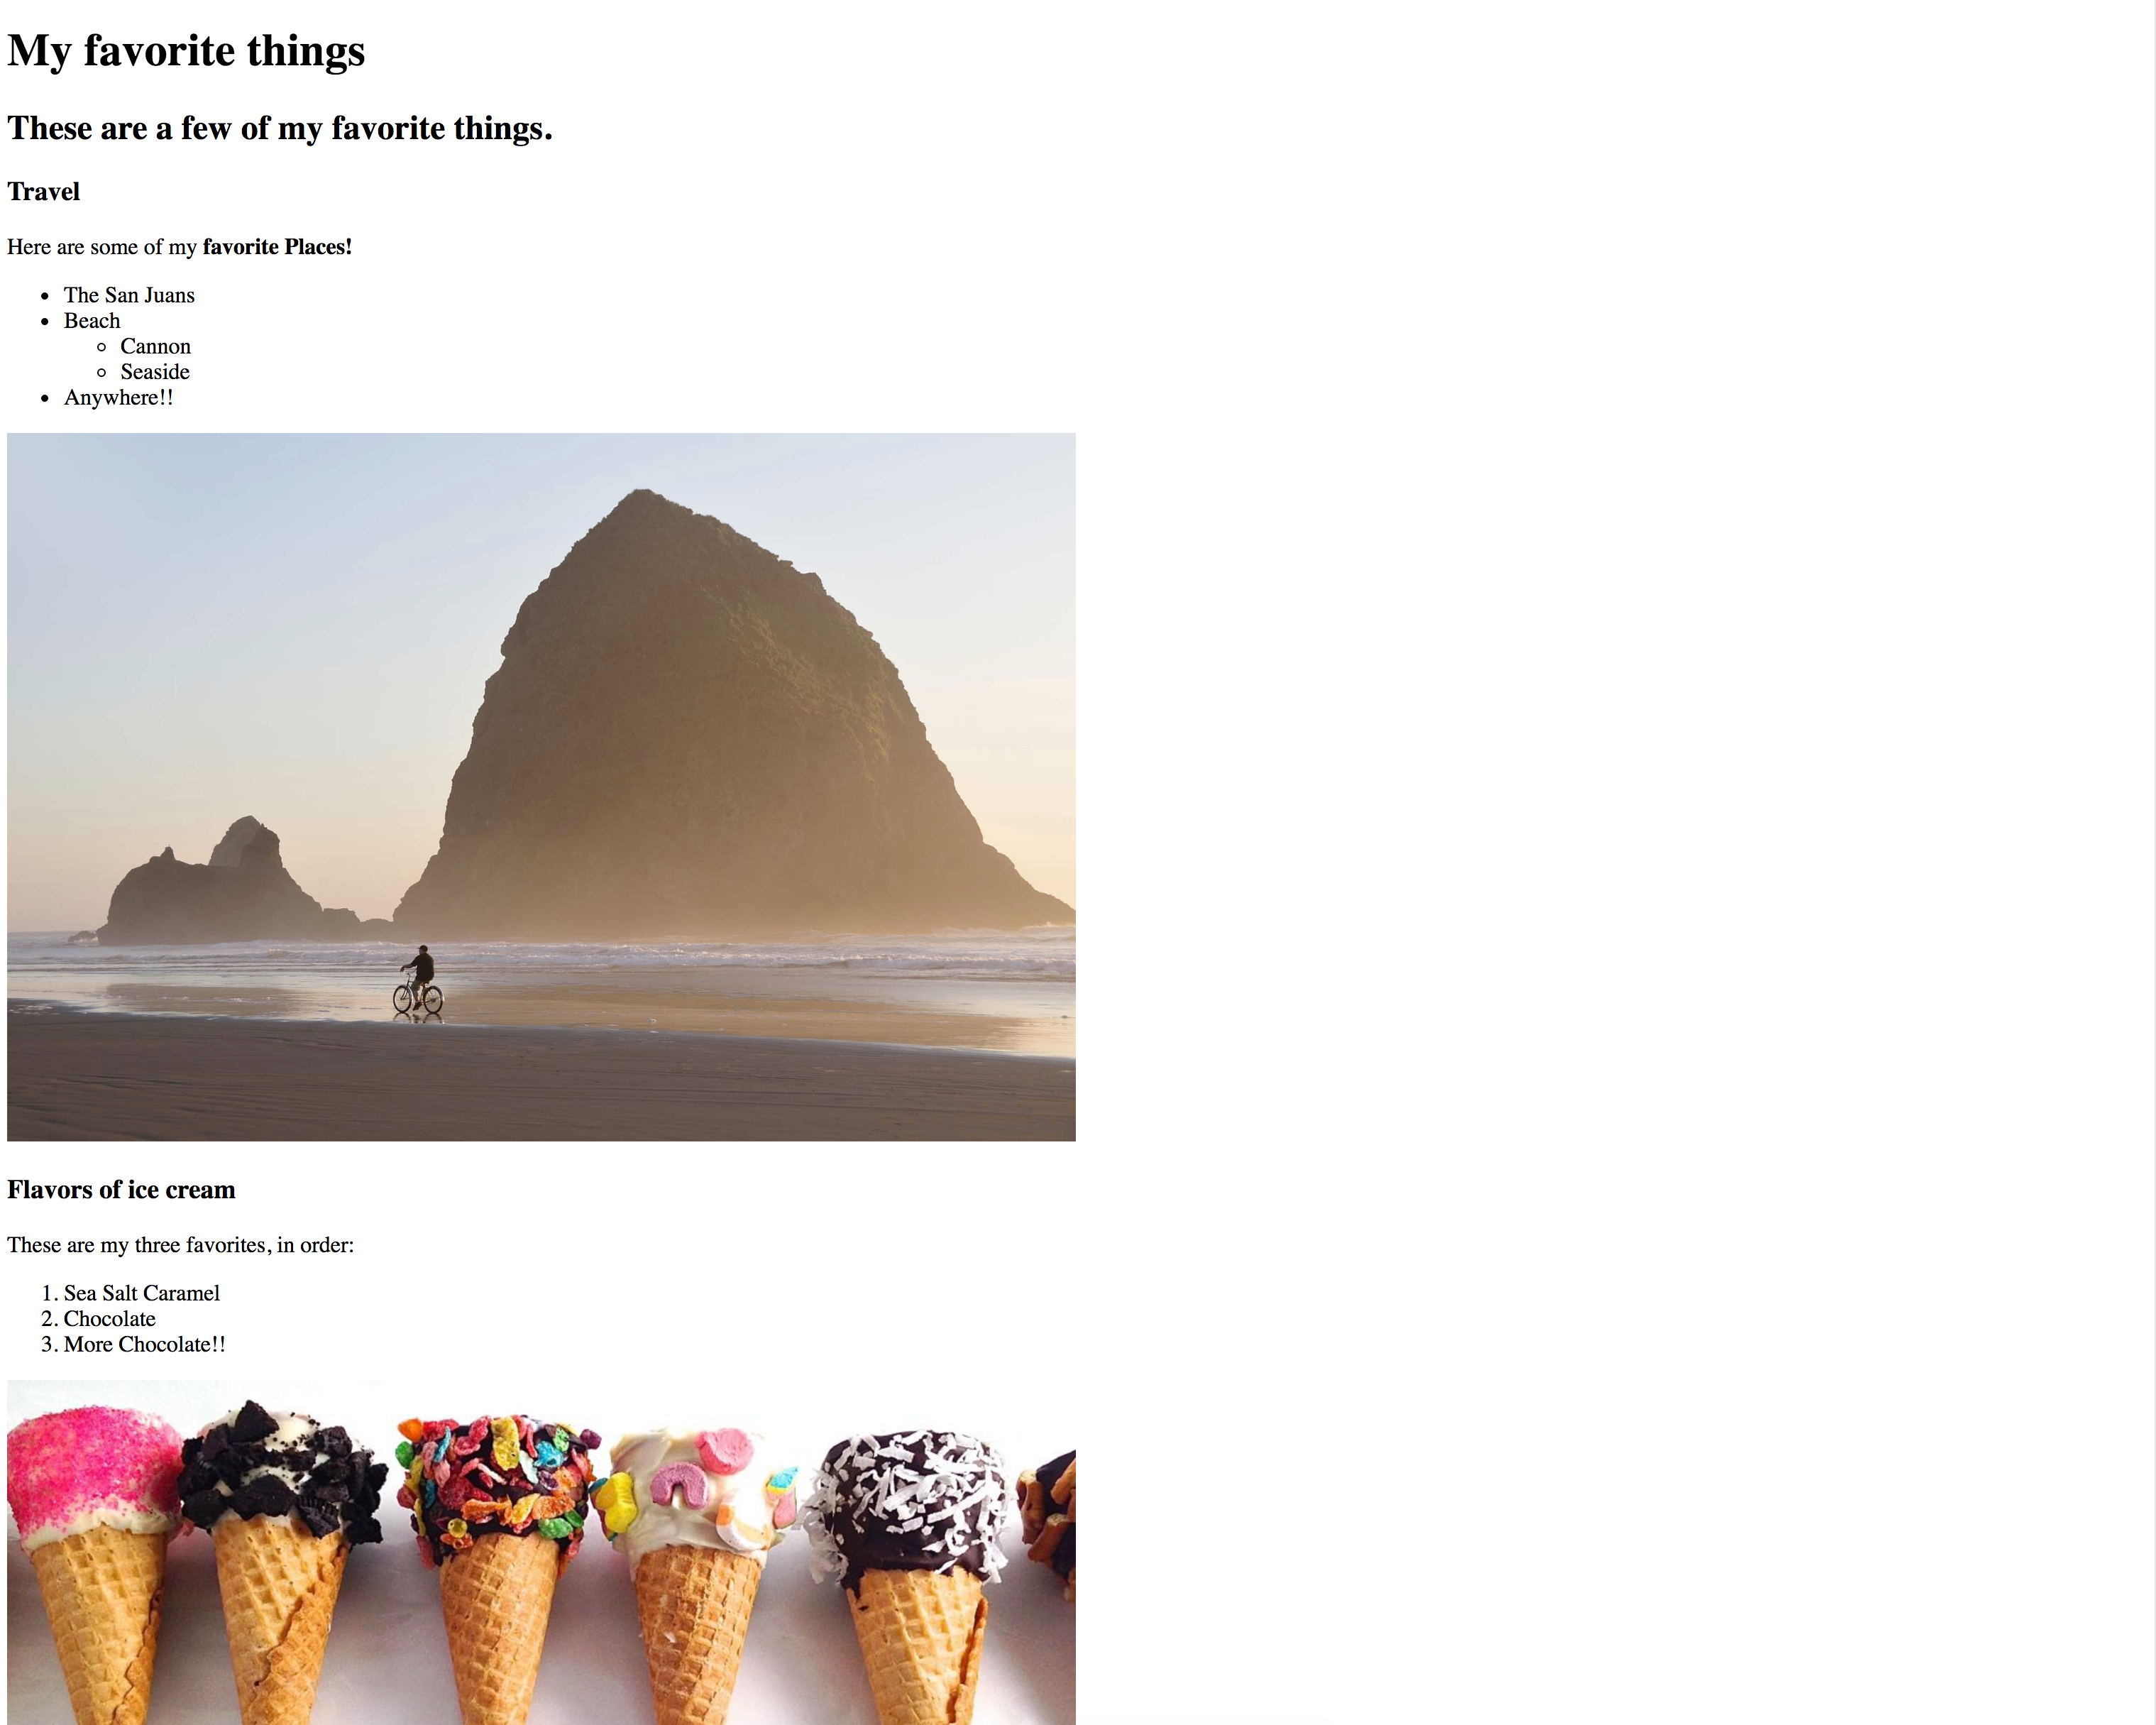 My favorite things
These are a few of my favorite things.
Travel
Here are some of my favorite Places!
The San Juans
Beach
Cannon
Seaside
Anywhere!!
Flavors of ice cream
These are my three favorites, in order:
1. Sea Salt Caramel
2. Chocolate
3. More Chocolate!!